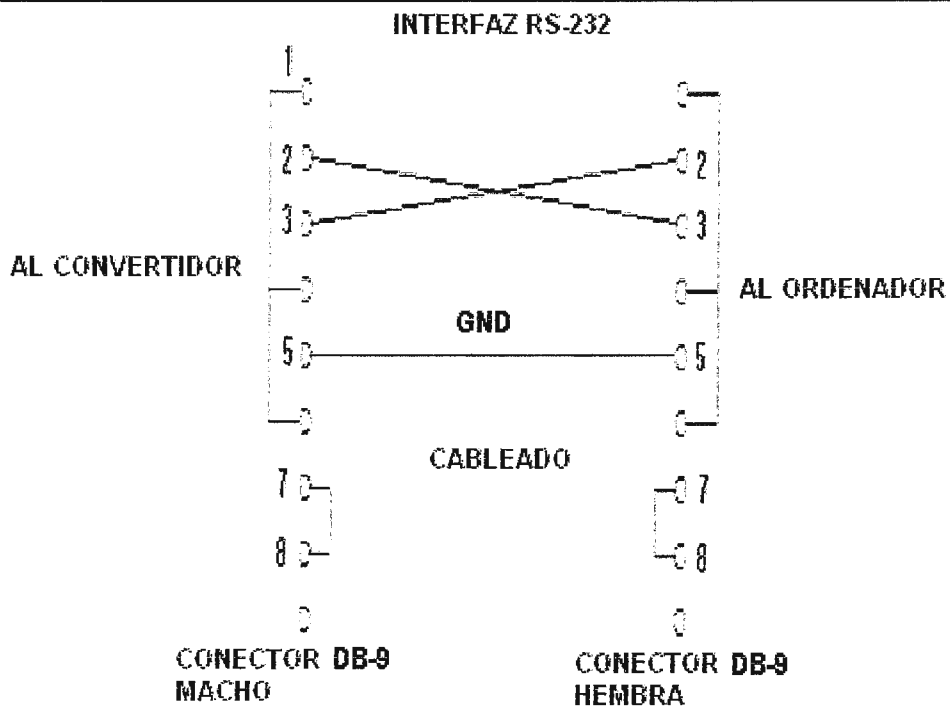 INTERFAZ RS-232
1
2 2
3 3
AL CONVERTIDOR AL ORDENADOR
GND
5 5
CABLEADO
7 7
8 8
CONECTOR DB-9 CONECTOR DB-9
MACHO HEMBRA